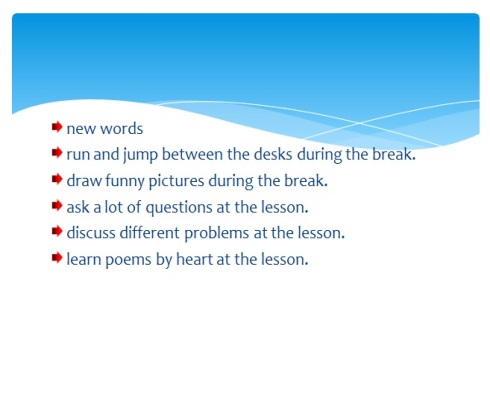 new words
run and jump between the desks during the break.
draw funny pictures during the break.
ask a lot of questions at the lesson.
discuss different problems at the lesson.
learn poems by heart at the lesson.